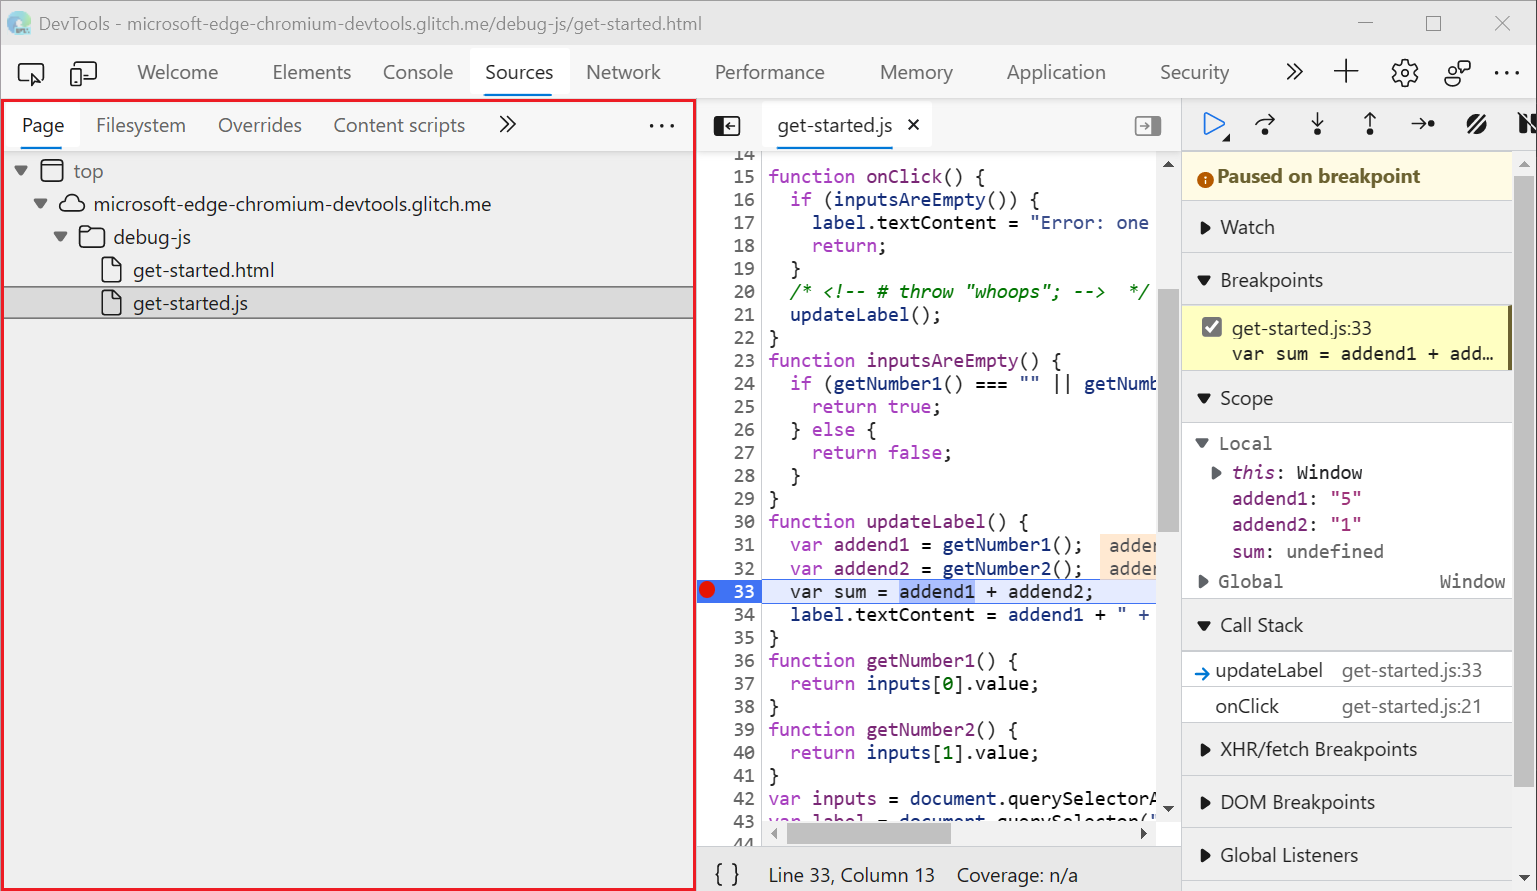 DevTools - microsoft-edge-chromium-devtools.glitch.me/debug-js/get-started.html
Welcome Elements Console Sources Network Performance Memory Application Security
Page Filesystem Overrides Content scripts
top
microsoft-edge-chromium-devtools.glitch.me
debug-js
get-started.html
get-started.js
get-started.js
14
15 function onClick() {
16 if (inputsAreEmpty()) {
17 label.textContent = "Error: one
18 return;
19 }
20 /* <!-- # throw "whoops"; --> */
21 updateLabel();
22 }
23 function inputsAreEmpty() {
24 if (getNumber1() === "" || getNumb
25 return true;
26 } else {
27 return false;
28 }
29 }
30 function updateLabel() {
31 var addend1 = getNumber1(); adden
32 var addend2 = getNumber2(); adden
33 var sum = addend1 + addend2;
34 label.textContent = addend1 + " +
35 }
36 function getNumber1() {
37 return inputs[0].value;
38 }
39 function getNumber2() {
40 return inputs[1].value;
41 }
42 var inputs = document.querySelectorA
43 var label = document.querySelector("
44
{ } Line 33, Column 13 Coverage: n/a
Paused on breakpoint
Watch
Breakpoints
get-started.js:33
var sum = addend1 + add…
Scope
Local
this: Window
addend1: "5"
addend2: "1"
sum: undefined
Global Window
Call Stack
updateLabel get-started.js:33
onClick get-started.js:21
XHR/fetch Breakpoints
DOM Breakpoints
Global Listeners